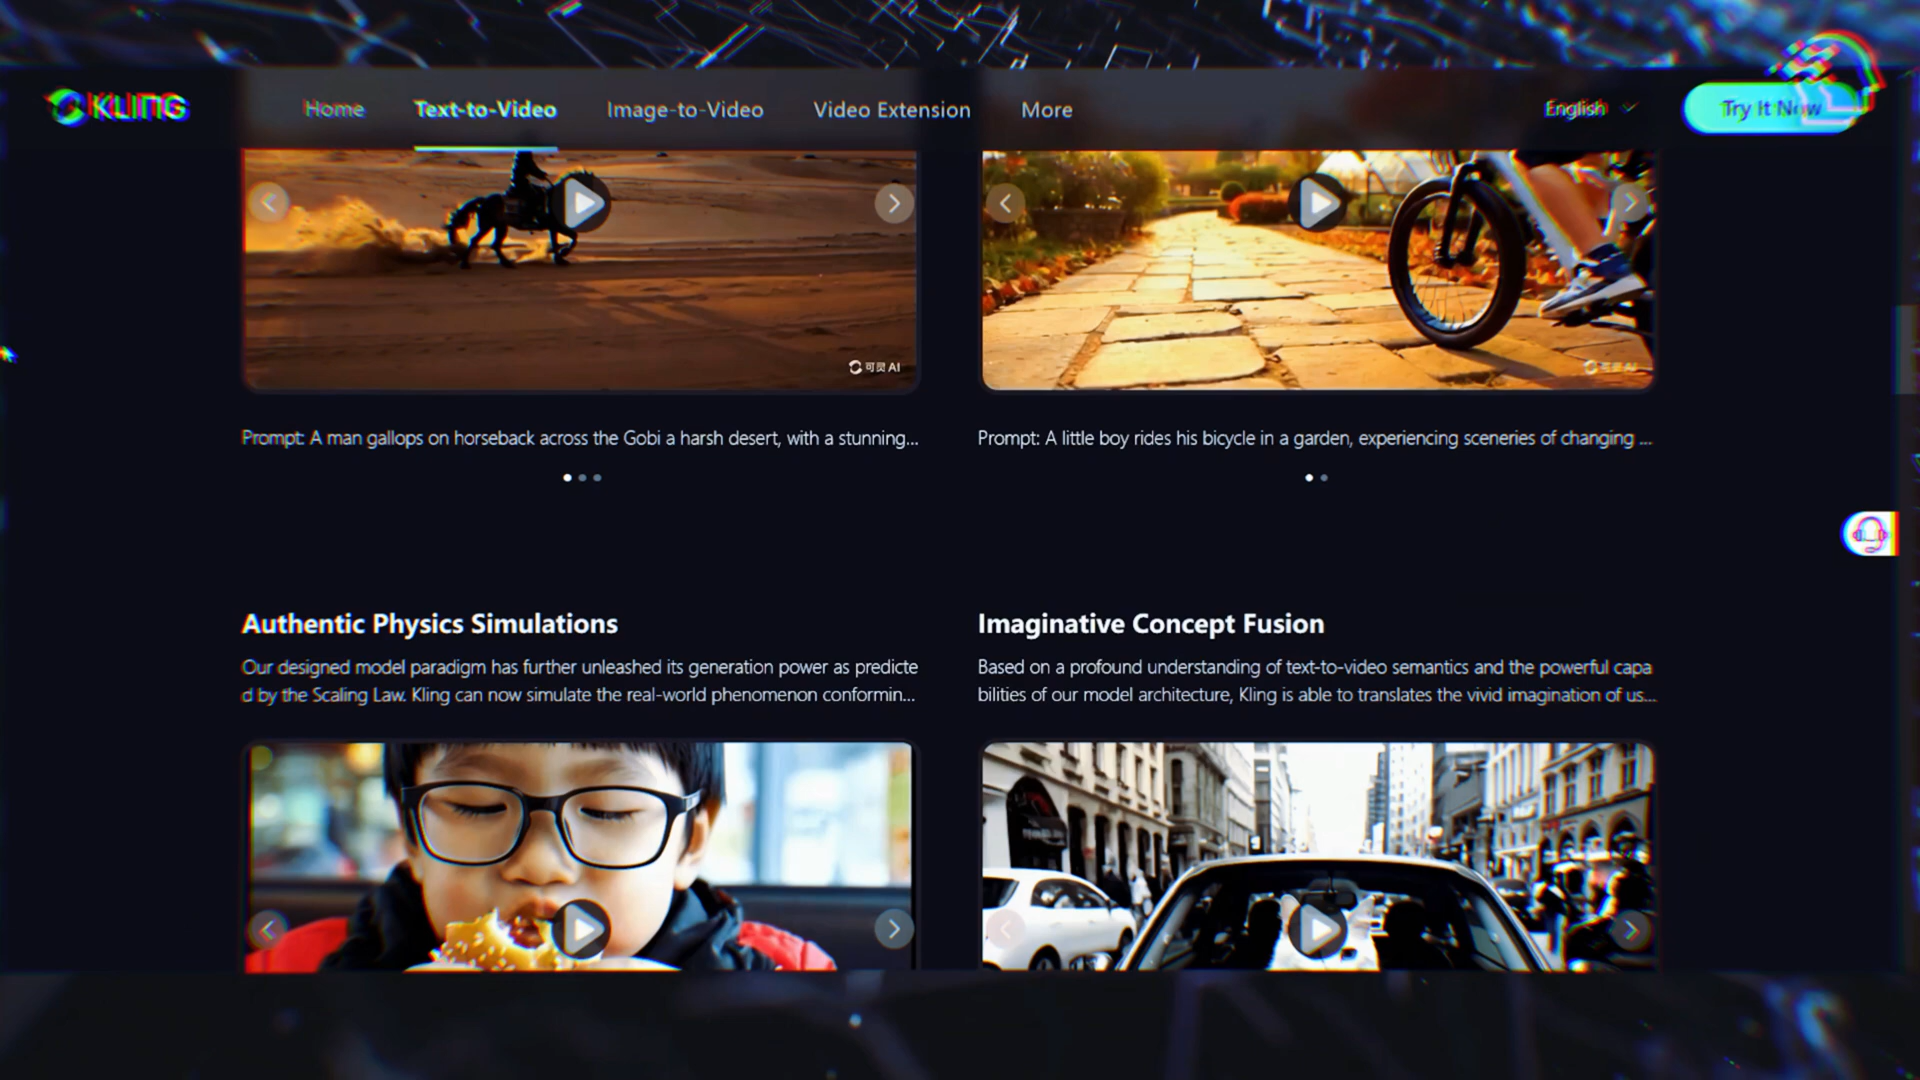 KLING
Home
Text-to-Video
Image-to-Video
Video Extension
More
English
Try It Now
可灵 AI
可灵 AI
Prompt: A man gallops on horseback across the Gobi a harsh desert, with a stunning...
Prompt: A little boy rides his bicycle in a garden, experiencing sceneries of changing ...
Authentic Physics Simulations
Our designed model paradigm has further unleashed its generation power as predicte
d by the Scaling Law. Kling can now simulate the real-world phenomenon conformin...
Imaginative Concept Fusion
Based on a profound understanding of text-to-video semantics and the powerful capa
bilities of our model architecture, Kling is able to translates the vivid imagination of us...